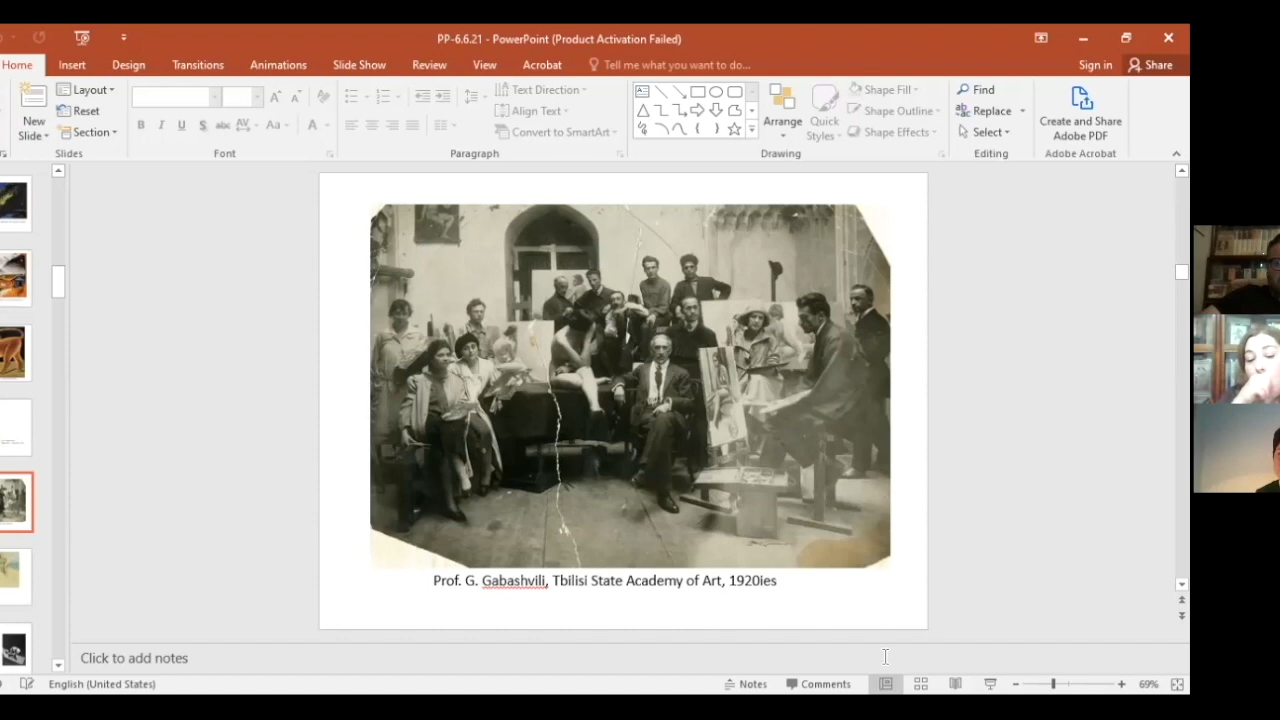 PP-6.6.21 - PowerPoint (Product Activation Failed)
Home Insert Design Transitions Animations Slide Show Review View Acrobat Tell me what you want to do... Sign in Share
New Slide
Layout
Reset
Section
Slides
B I U S abc AV Aa A
Font
Text Direction
Align Text
Convert to SmartArt
Paragraph
Arrange
Quick Styles
Shape Fill
Shape Outline
Shape Effects
Drawing
Find
Replace
Select
Editing
Create and Share
Adobe PDF
Adobe Acrobat
Prof. G. Gabashvili, Tbilisi State Academy of Art, 1920ies
Click to add notes
English (United States) Notes Comments 69%